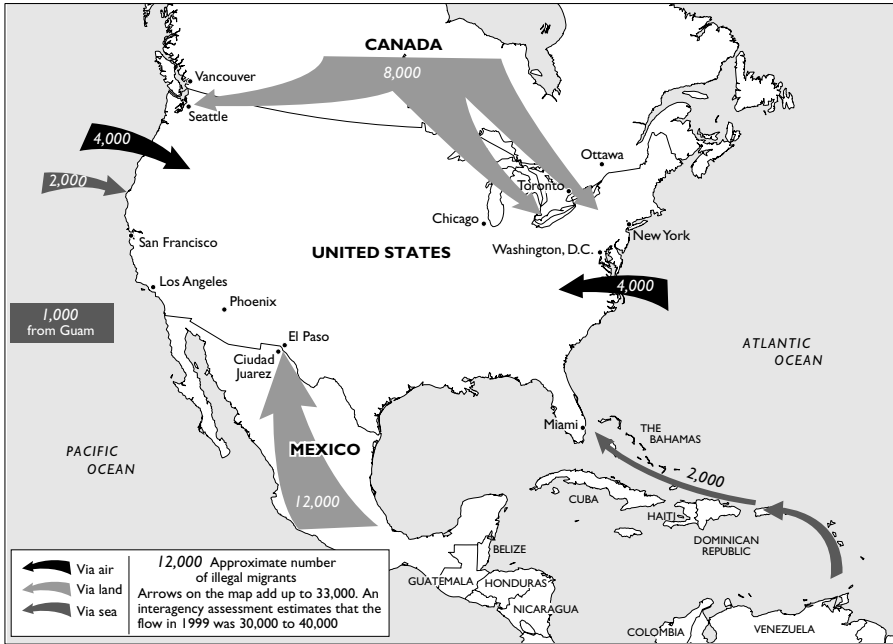 CANADA
8,000
Vancouver
Seattle
4,000
2,000
Ottawa
Toronto
Chicago
New York
San Francisco
UNITED STATES
Washington, D.C.
Los Angeles
4,000
Phoenix
1,000
from Guam
El Paso
Ciudad
Juarez
ATLANTIC
OCEAN
Miami
THE
BAHAMAS
PACIFIC
OCEAN
MEXICO
2,000
12,000
CUBA
HAITI
DOMINICAN
REPUBLIC
BELIZE
GUATEMALA
HONDURAS
NICARAGUA
COLOMBIA
VENEZUELA
Via air
Via land
Via sea
12,000 Approximate number
of illegal migrants
Arrows on the map add up to 33,000. An
interagency assessment estimates that the
flow in 1999 was 30,000 to 40,000